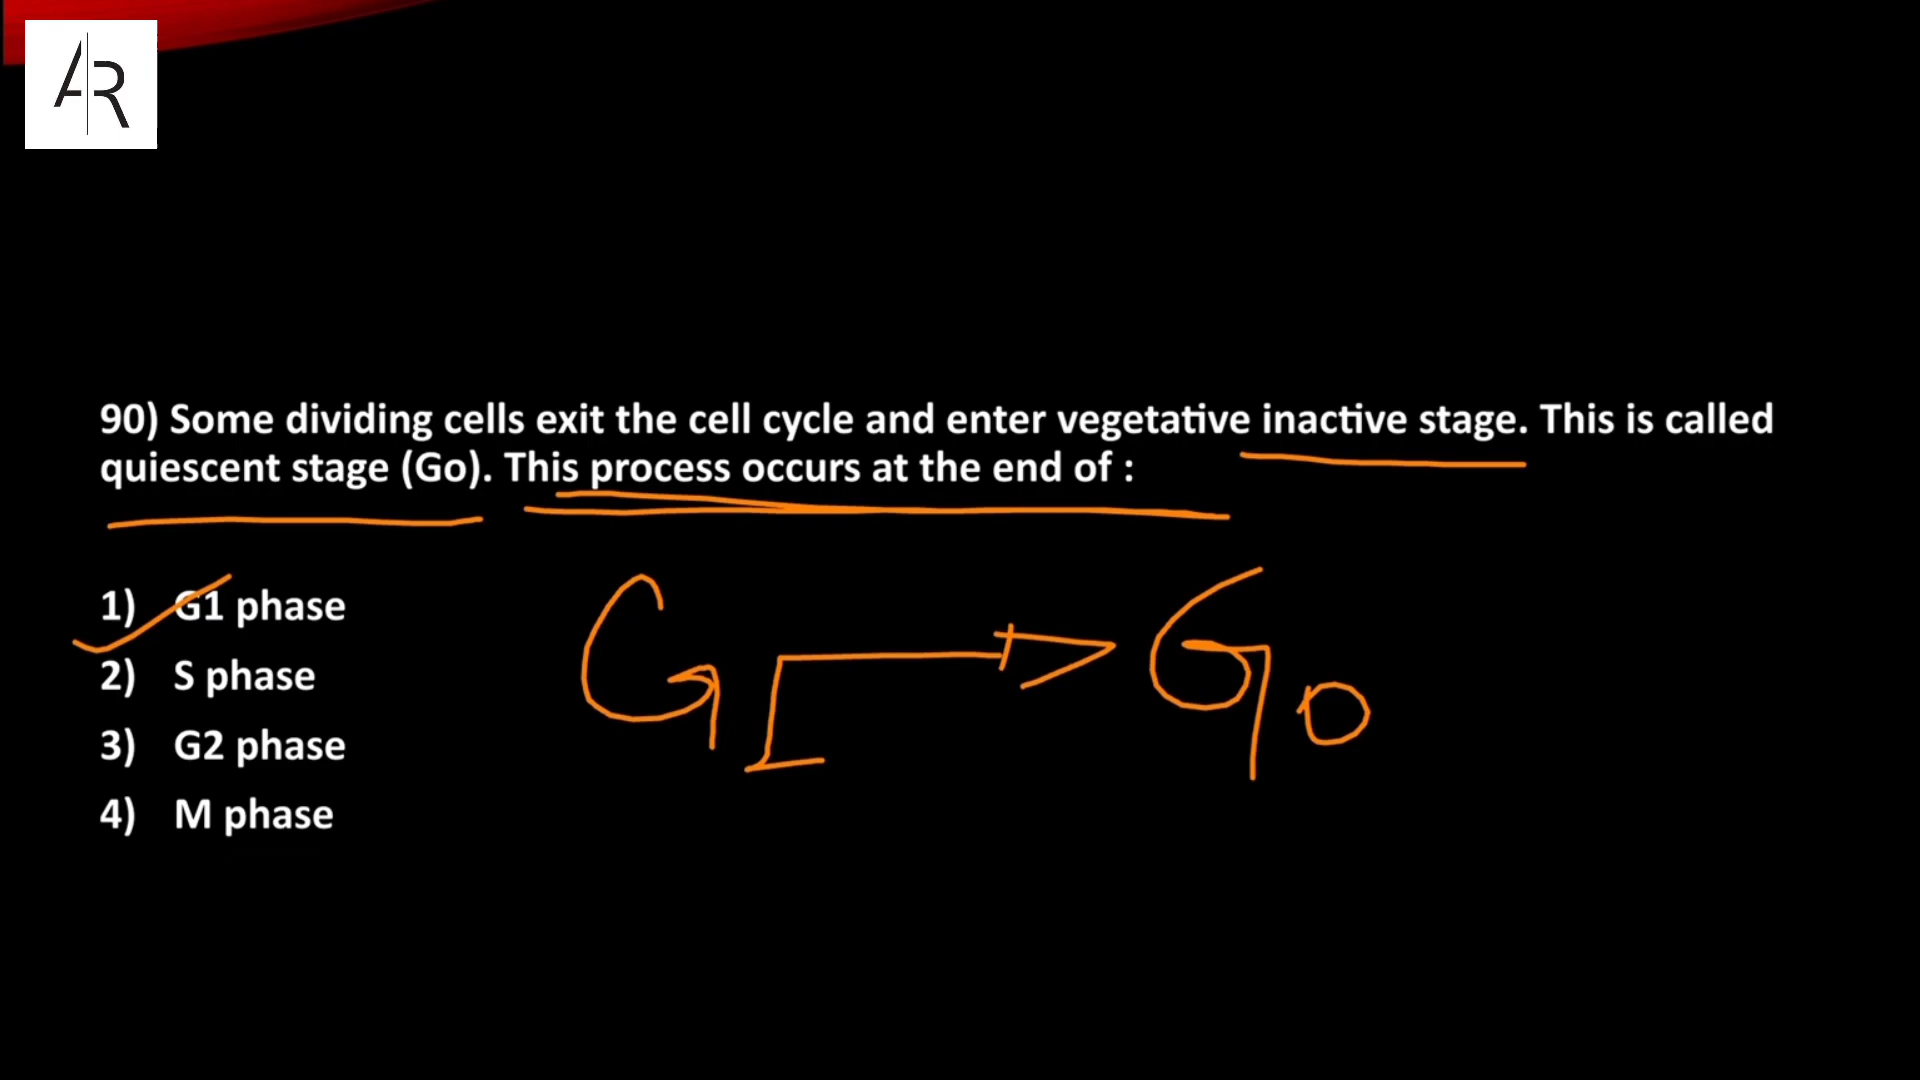 AR
90) Some dividing cells exit the cell cycle and enter vegetative inactive stage. This is called
quiescent stage (Go). This process occurs at the end of :
1) G1 phase
2) S phase
3) G2 phase
4) M phase
G1 → G0